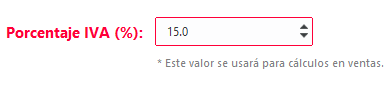 Porcentaje IVA (%): 15.0
* Este valor se usará para cálculos en ventas.